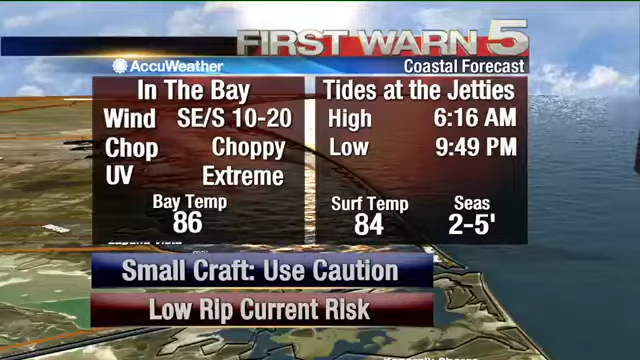 FIRST WARN 5
AccuWeather
Coastal Forecast
In The Bay
Wind SE/S 10-20
Chop Choppy
UV Extreme
Bay Temp
86
Tides at the Jetties
High 6:16 AM
Low 9:49 PM
Surf Temp Seas
84 2-5'
Small Craft: Use Caution
Low Rip Current Risk